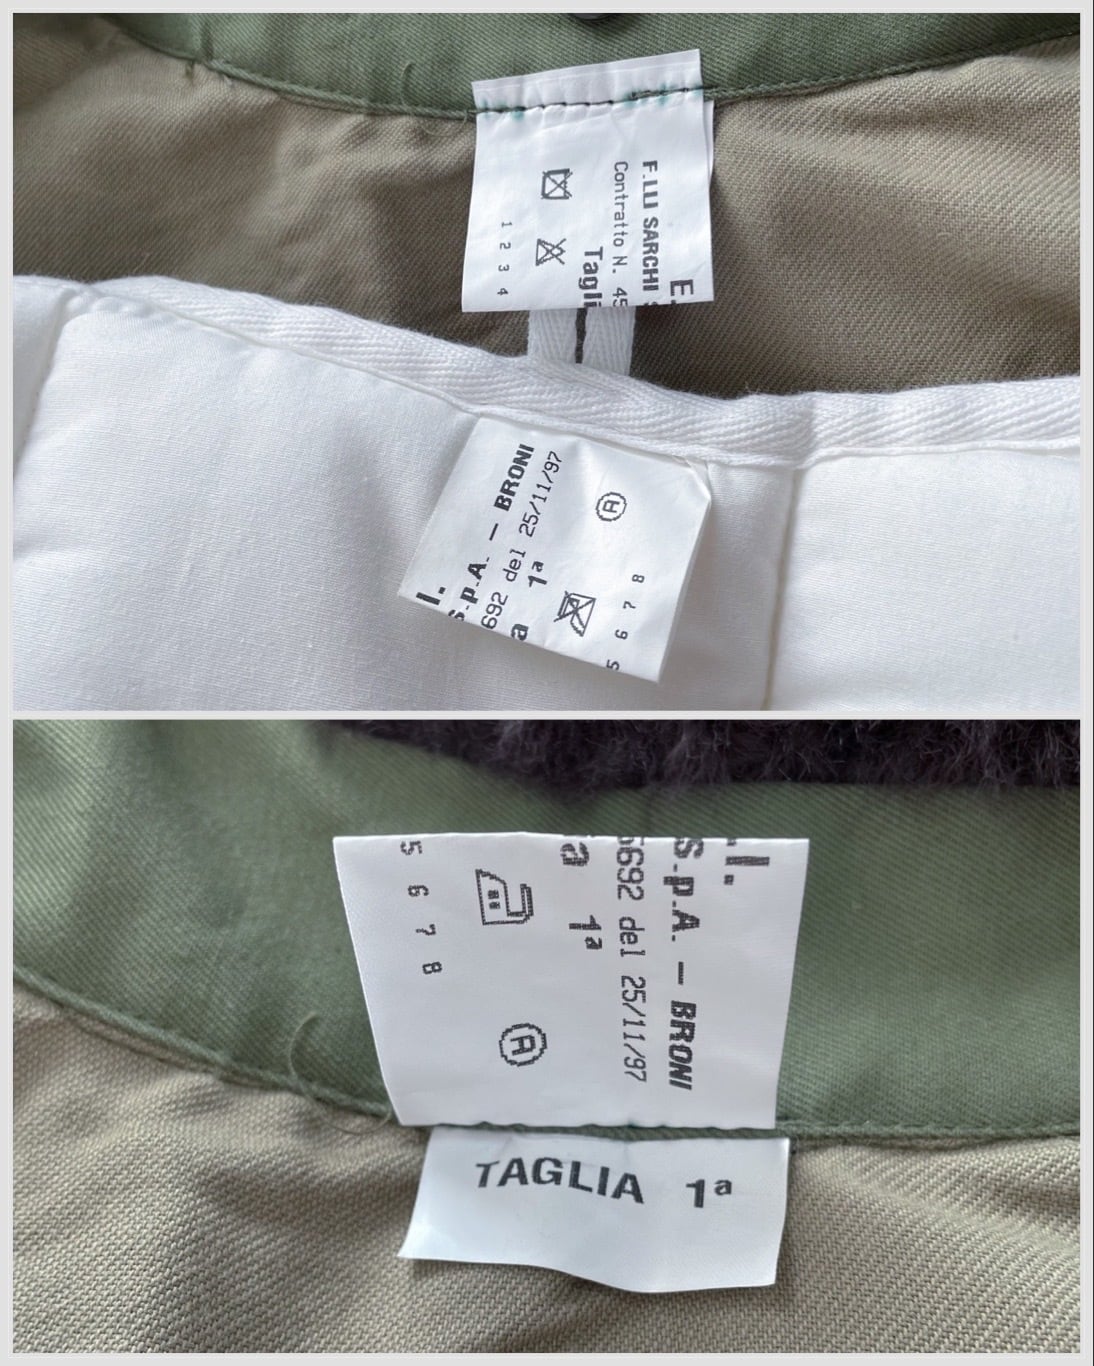 E.
F.LLI SARCHI S
Contratto N. 45
Tagli
1 2 3 4
.I.
s.p.A. — BRONI
692 del 25/11/97
a 1ª
A
5 6 7 8
.I.
s.p.A. — BRONI
5692 del 25/11/97
a 1ª
A
5 6 7 8
TAGLIA 1ª